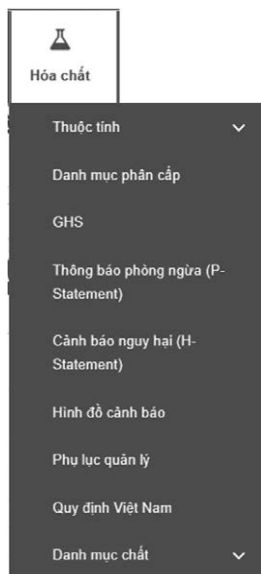 Hóa chất
Thuộc tính
Danh mục phân cấp
GHS
Thông báo phòng ngừa (P-
Statement)
Cảnh báo nguy hại (H-
Statement)
Hình đồ cảnh báo
Phụ lục quản lý
Quy định Việt Nam
Danh mục chất